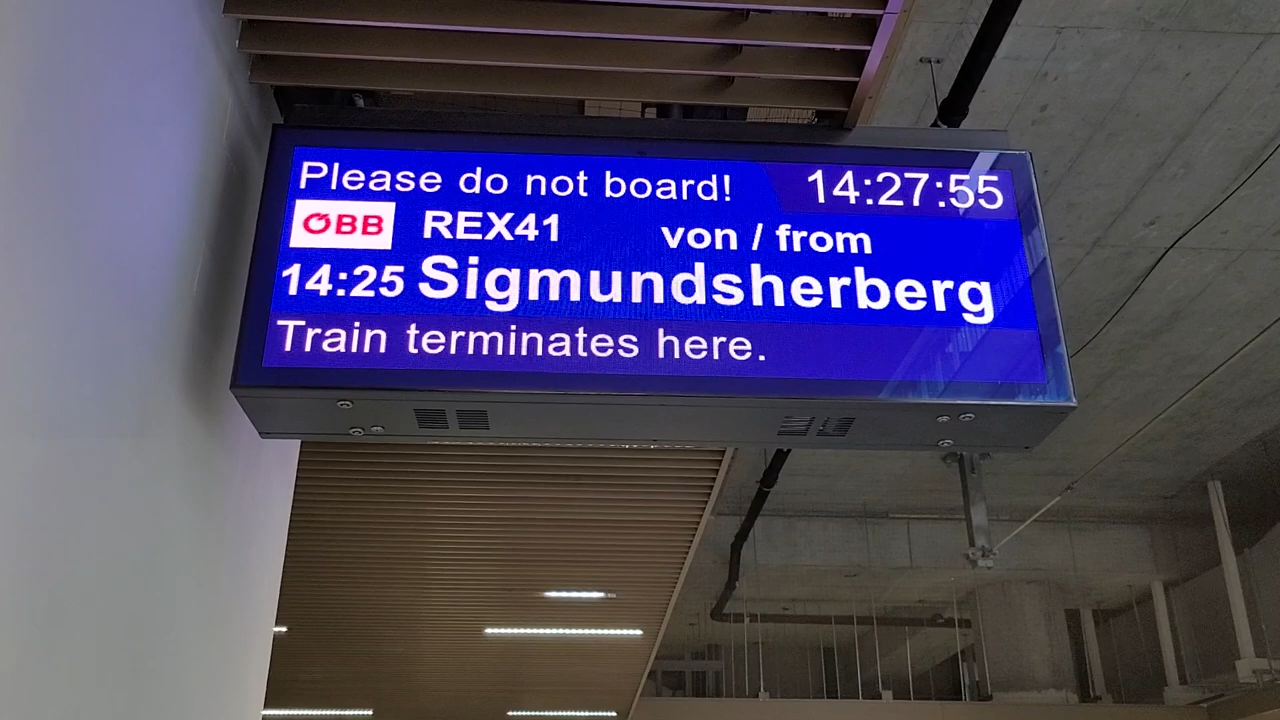 Please do not board! 14:27:55
ÖBB REX41 von / from
14:25 Sigmundsherberg
Train terminates here.